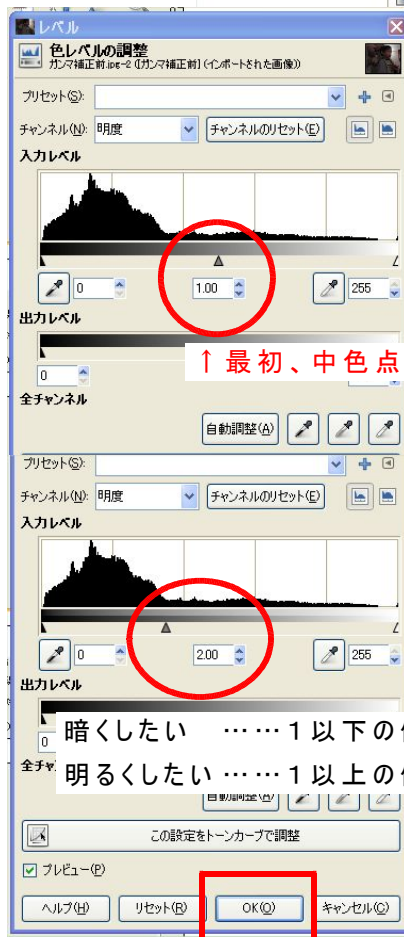 レベル
色レベルの調整
ガンマ補正前.jpg-2 ([ガンマ補正前] (インポートされた画像))
プリセット(S):
チャンネル(N): 明度 チャンネルのリセット(E)
入力レベル
0 1.00 255
出力レベル
↑最初、中色点
0
全チャンネル
自動調整(A)
プリセット(S):
チャンネル(N): 明度 チャンネルのリセット(E)
入力レベル
0 2.00 255
出力レベル
暗くしたい ……1以下の
0
全チャ
明るくしたい……1以上の
自動調整(A)
この設定をトーンカーブで調整
プレビュー(P)
ヘルプ(H) リセット(R) OK(O) キャンセル(C)